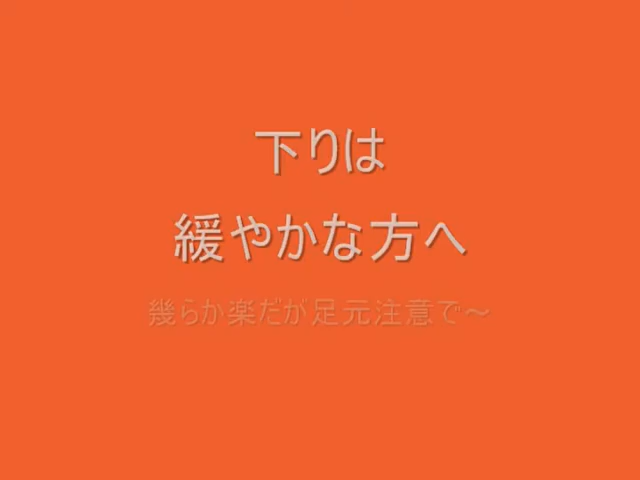 下りは
緩やかな方へ
幾らか楽だが足元注意で～